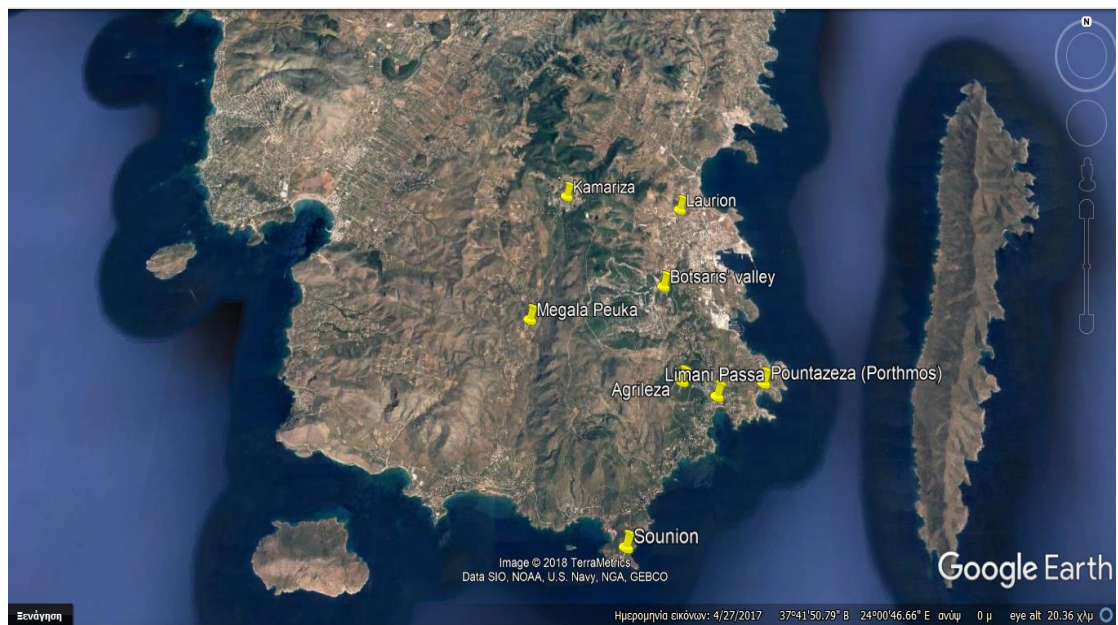 N
Kamariza
Laurion
Botsaris' valley
Megala Peuka
Limani Passa
Pountazeza (Porthmos)
Agrileza
Sounion
Image © 2018 TerraMetrics
Data SIO, NOAA, U.S. Navy, NGA, GEBCO
Google Earth
Ξενάγηση
Ημερομηνία εικόνων: 4/27/2017 37°41'50.79" Β 24°00'46.66" Ε ανύψ 0 μ eye alt 20.36 χλμ